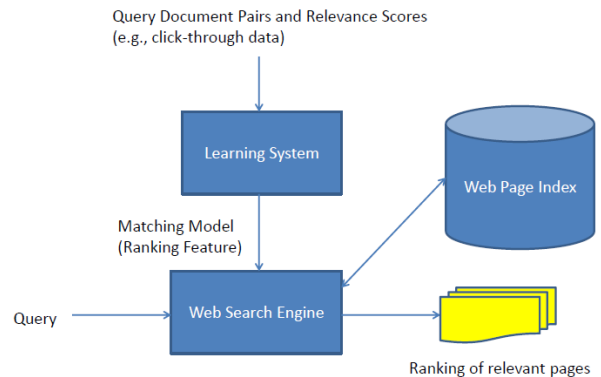 Query Document Pairs and Relevance Scores
(e.g., click-through data)
Learning System
Web Page Index
Matching Model
(Ranking Feature)
Query
Web Search Engine
Ranking of relevant pages